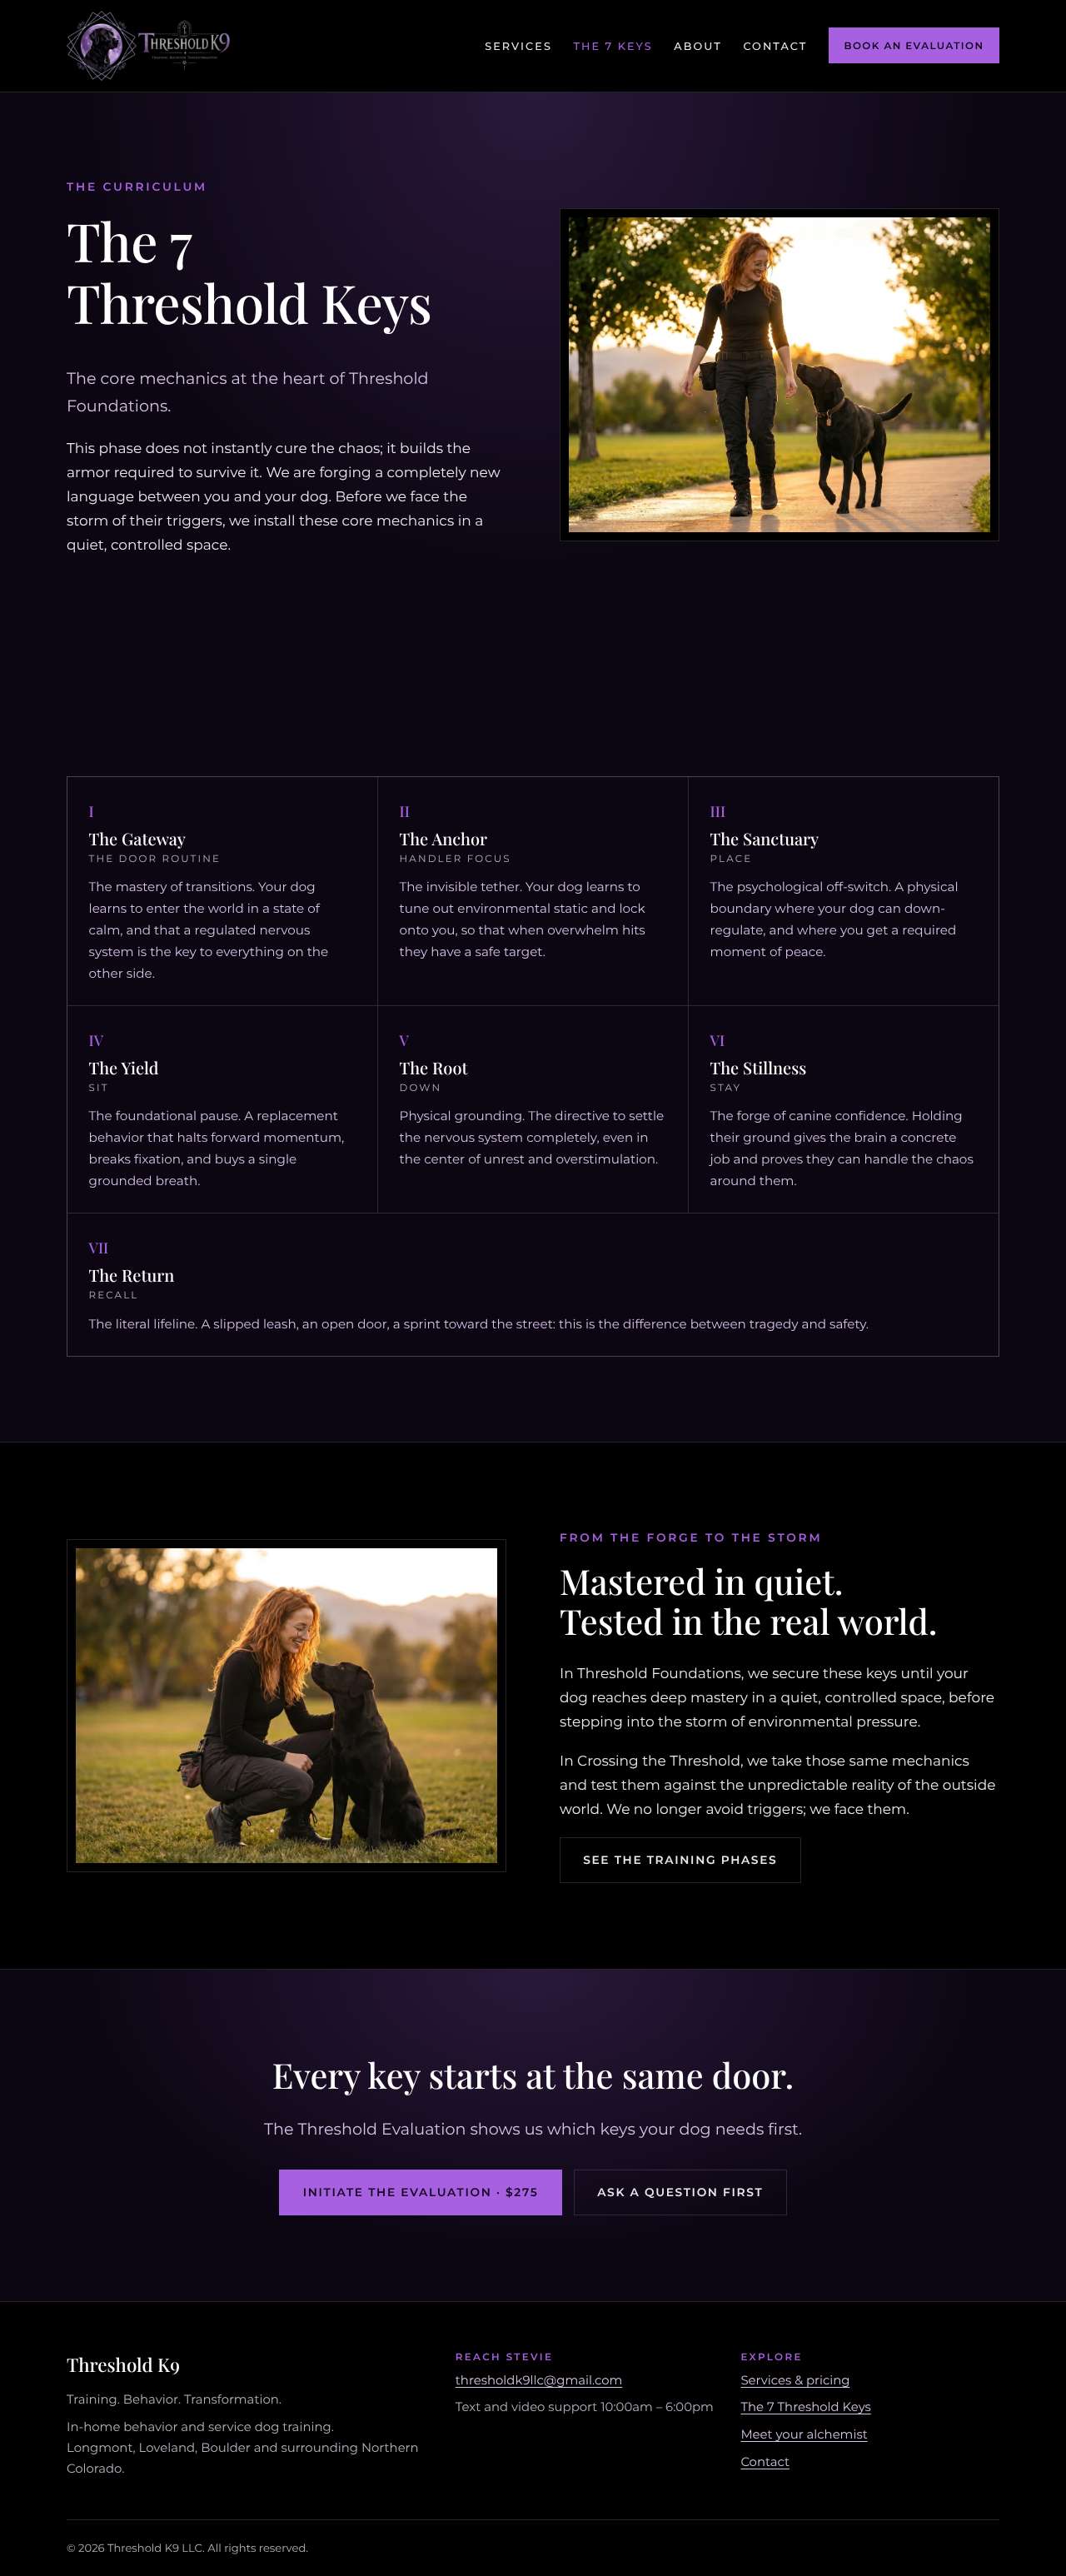 THRESHOLD K9
SERVICES
THE 7 KEYS
ABOUT
CONTACT
BOOK AN EVALUATION
THE CURRICULUM
The 7
Threshold Keys
The core mechanics at the heart of Threshold
Foundations.
This phase does not instantly cure the chaos; it builds the
armor required to survive it. We are forging a completely new
language between you and your dog. Before we face the
storm of their triggers, we install these core mechanics in a
quiet, controlled space.
I
The Gateway
THE DOOR ROUTINE
The mastery of transitions. Your dog
learns to enter the world in a state of
calm, and that a regulated nervous
system is the key to everything on the
other side.
II
The Anchor
HANDLER FOCUS
The invisible tether. Your dog learns to
tune out environmental static and lock
onto you, so that when overwhelm hits
they have a safe target.
III
The Sanctuary
PLACE
The psychological off-switch. A physical
boundary where your dog can down-
regulate, and where you get a required
moment of peace.
IV
The Yield
SIT
The foundational pause. A replacement
behavior that halts forward momentum,
breaks fixation, and buys a single
grounded breath.
V
The Root
DOWN
Physical grounding. The directive to settle
the nervous system completely, even in
the center of unrest and overstimulation.
VI
The Stillness
STAY
The forge of canine confidence. Holding
their ground gives the brain a concrete
job and proves they can handle the chaos
around them.
VII
The Return
RECALL
The literal lifeline. A slipped leash, an open door, a sprint toward the street: this is the difference between tragedy and safety.
FROM THE FORGE TO THE STORM
Mastered in quiet.
Tested in the real world.
In Threshold Foundations, we secure these keys until your
dog reaches deep mastery in a quiet, controlled space, before
stepping into the storm of environmental pressure.
In Crossing the Threshold, we take those same mechanics
and test them against the unpredictable reality of the outside
world. We no longer avoid triggers; we face them.
SEE THE TRAINING PHASES
Every key starts at the same door.
The Threshold Evaluation shows us which keys your dog needs first.
INITIATE THE EVALUATION · $275
ASK A QUESTION FIRST
Threshold K9
Training. Behavior. Transformation.
In-home behavior and service dog training.
Longmont, Loveland, Boulder and surrounding Northern
Colorado.
REACH STEVIE
thresholdk9llc@gmail.com
Text and video support 10:00am – 6:00pm
EXPLORE
Services & pricing
The 7 Threshold Keys
Meet your alchemist
Contact
© 2026 Threshold K9 LLC. All rights reserved.